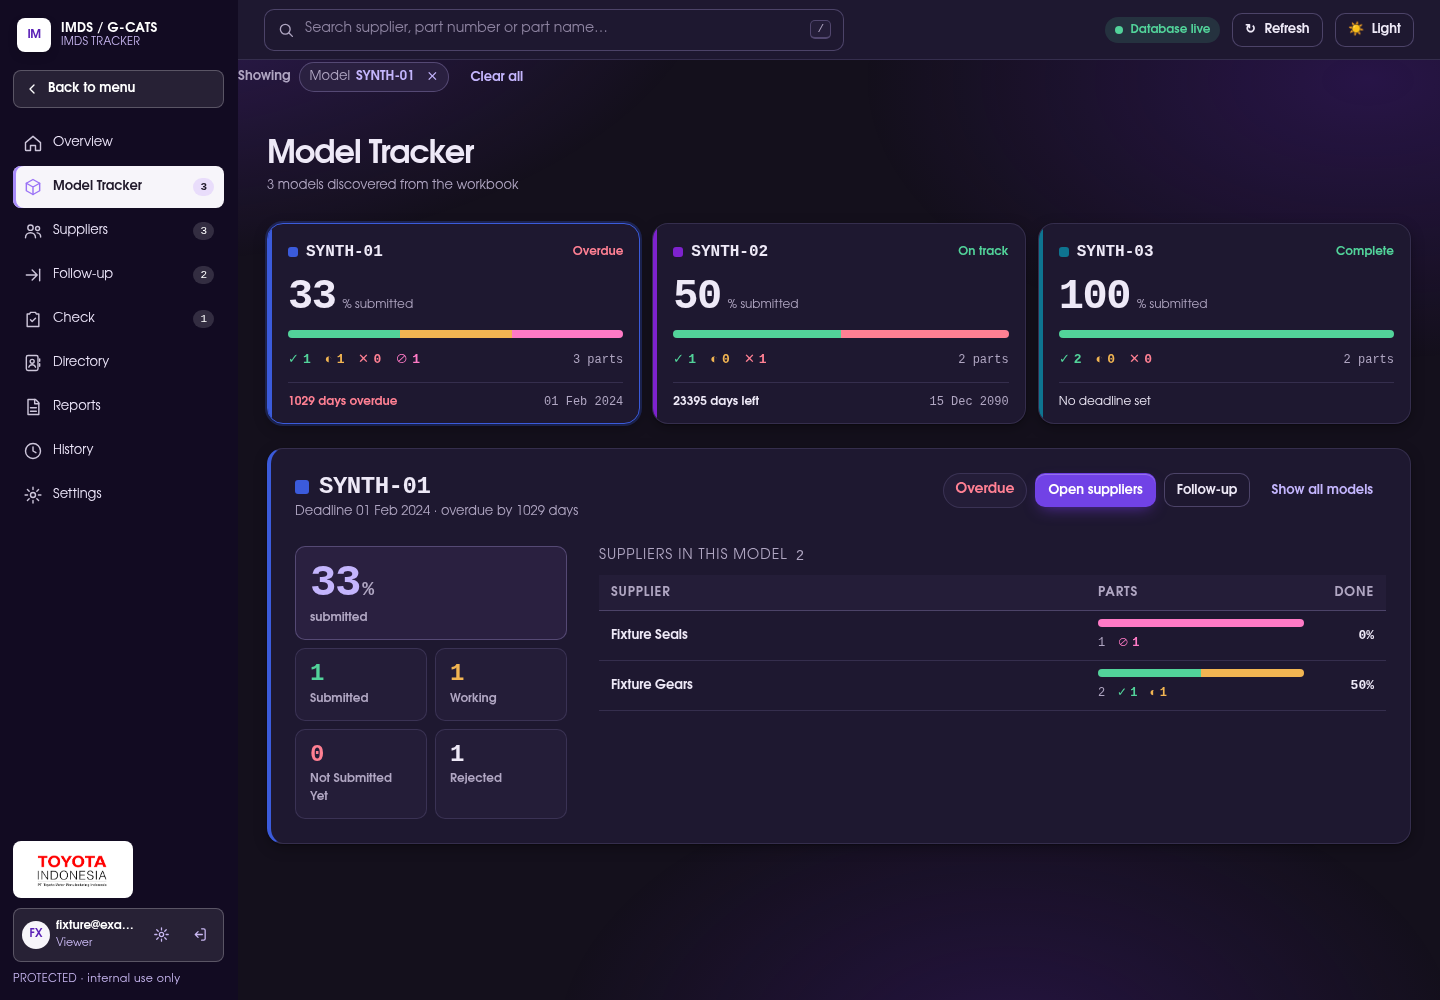 IM
IMDS / G-CATS
IMDS TRACKER
Back to menu
Overview
Model Tracker 3
Suppliers 3
Follow-up 2
Check 1
Directory
Reports
History
Settings
TOYOTA
INDONESIA
FX
fixture@exa...
Viewer
PROTECTED · internal use only
Search supplier, part number or part name... /
Database live
Refresh
Light
Showing Model SYNTH-01 × Clear all
Model Tracker
3 models discovered from the workbook
SYNTH-01 Overdue
33 % submitted
✓ 1 1 ✕ 0 ⊘ 1 3 parts
1029 days overdue 01 Feb 2024
SYNTH-02 On track
50 % submitted
✓ 1 0 ✕ 1 2 parts
23395 days left 15 Dec 2090
SYNTH-03 Complete
100 % submitted
✓ 2 0 ✕ 0 2 parts
No deadline set
SYNTH-01
Deadline 01 Feb 2024 · overdue by 1029 days
Overdue Open suppliers Follow-up Show all models
33%
submitted
1
Submitted
1
Working
0
Not Submitted
Yet
1
Rejected
SUPPLIERS IN THIS MODEL 2
SUPPLIER PARTS DONE
Fixture Seals 1 ⊘ 1 0%
Fixture Gears 2 ✓ 1 1 50%